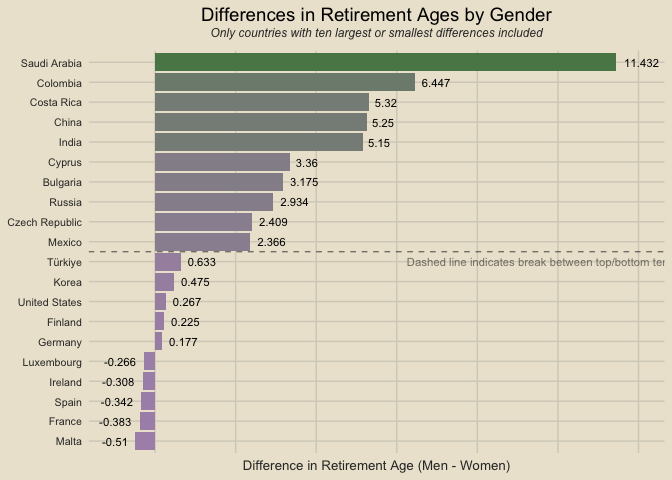 Differences in Retirement Ages by Gender
Only countries with ten largest or smallest differences included
Saudi Arabia 11.432
Colombia 6.447
Costa Rica 5.32
China 5.25
India 5.15
Cyprus 3.36
Bulgaria 3.175
Russia 2.934
Czech Republic 2.409
Mexico 2.366
Türkiye 0.633 Dashed line indicates break between top/bottom ter
Korea 0.475
United States 0.267
Finland 0.225
Germany 0.177
Luxembourg -0.266
Ireland -0.308
Spain -0.342
France -0.383
Malta -0.51
Difference in Retirement Age (Men - Women)